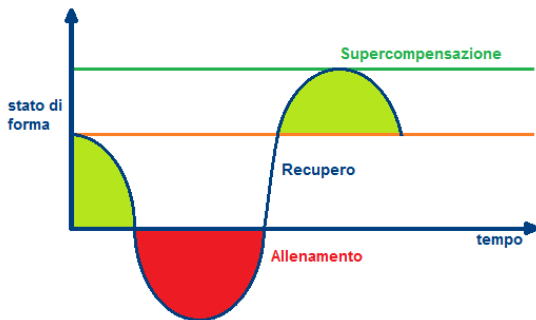 Supercompensazione
stato di
forma
Recupero
tempo
Allenamento